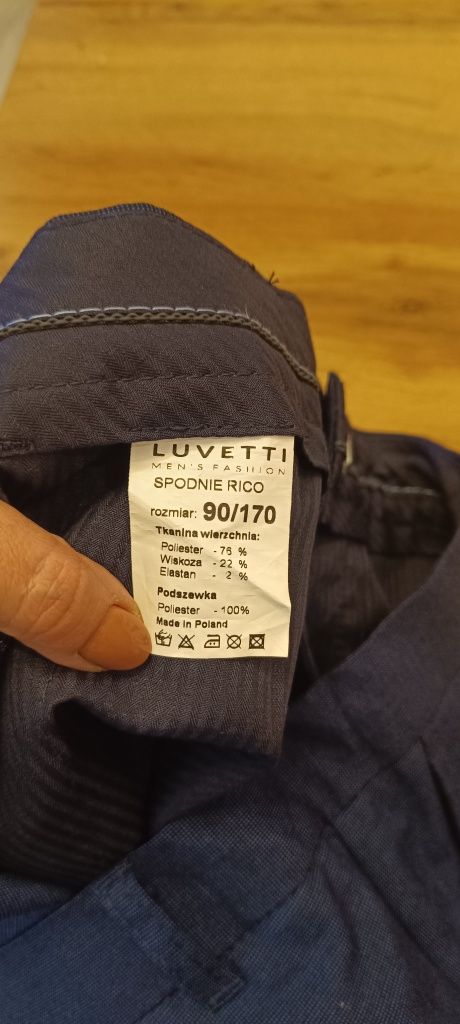 LUVETTI
MEN'S FASHION
SPODNIE RICO
rozmiar: 90/170
Tkanina wierzchnia:
Poliester - 76 %
Wiskoza - 22 %
Elastan - 2 %
Podszewka
Poliester - 100%
Made in Poland